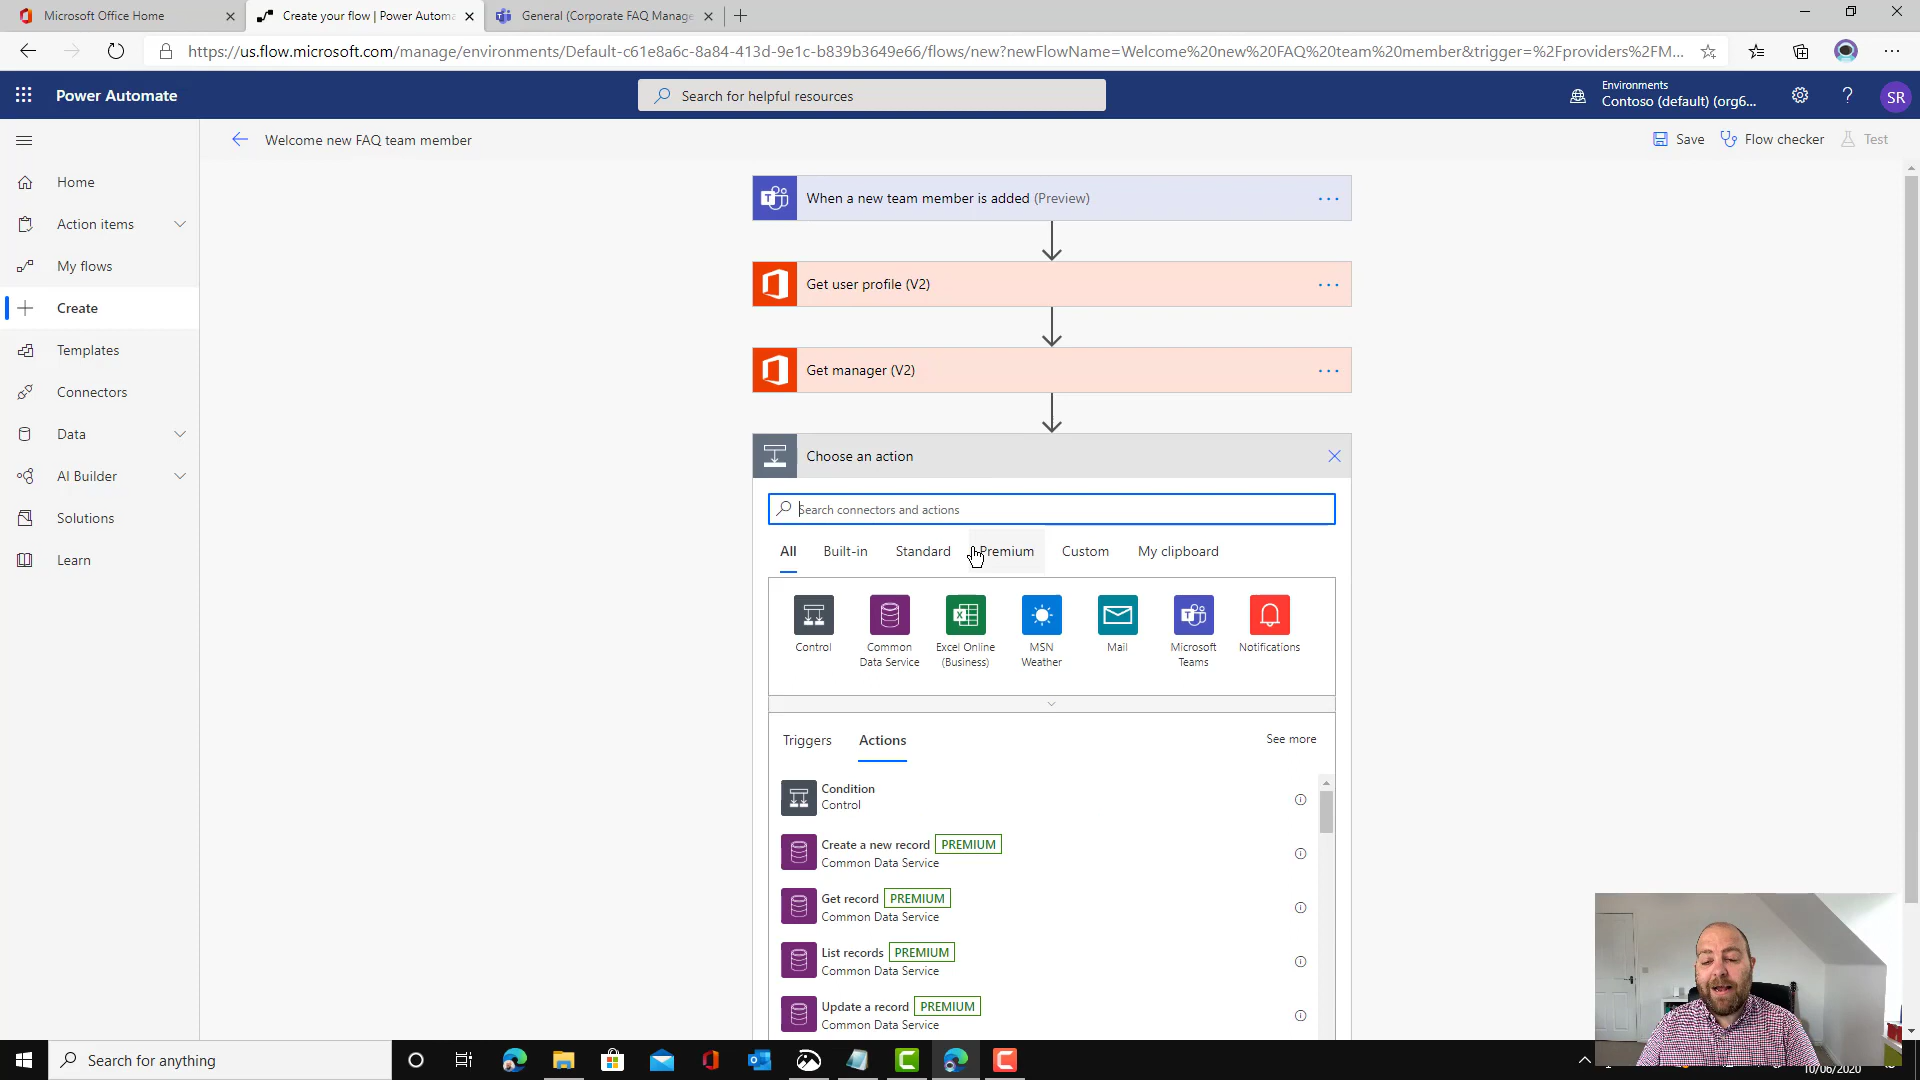 Microsoft Office Home
Create your flow | Power Automa
General (Corporate FAQ Manage
https://us.flow.microsoft.com/manage/environments/Default-c61e8a6c-8a84-413d-9e1c-b839b3649e66/flows/new?newFlowName=Welcome%20new%20FAQ%20team%20member&trigger=%2Fproviders%2FM...
Power Automate
Search for helpful resources
Environments
Contoso (default) (org6...
?
SR
Welcome new FAQ team member
Save
Flow checker
Test
Home
Action items
My flows
Create
Templates
Connectors
Data
AI Builder
Solutions
Learn
When a new team member is added (Preview)
Get user profile (V2)
Get manager (V2)
Choose an action
Search connectors and actions
All
Built-in
Standard
Premium
Custom
My clipboard
Control
Common Data Service
Excel Online (Business)
MSN Weather
Mail
Microsoft Teams
Notifications
Triggers
Actions
See more
Condition
Control
Create a new record PREMIUM
Common Data Service
Get record PREMIUM
Common Data Service
List records PREMIUM
Common Data Service
Update a record PREMIUM
Common Data Service
Search for anything
10/06/2020